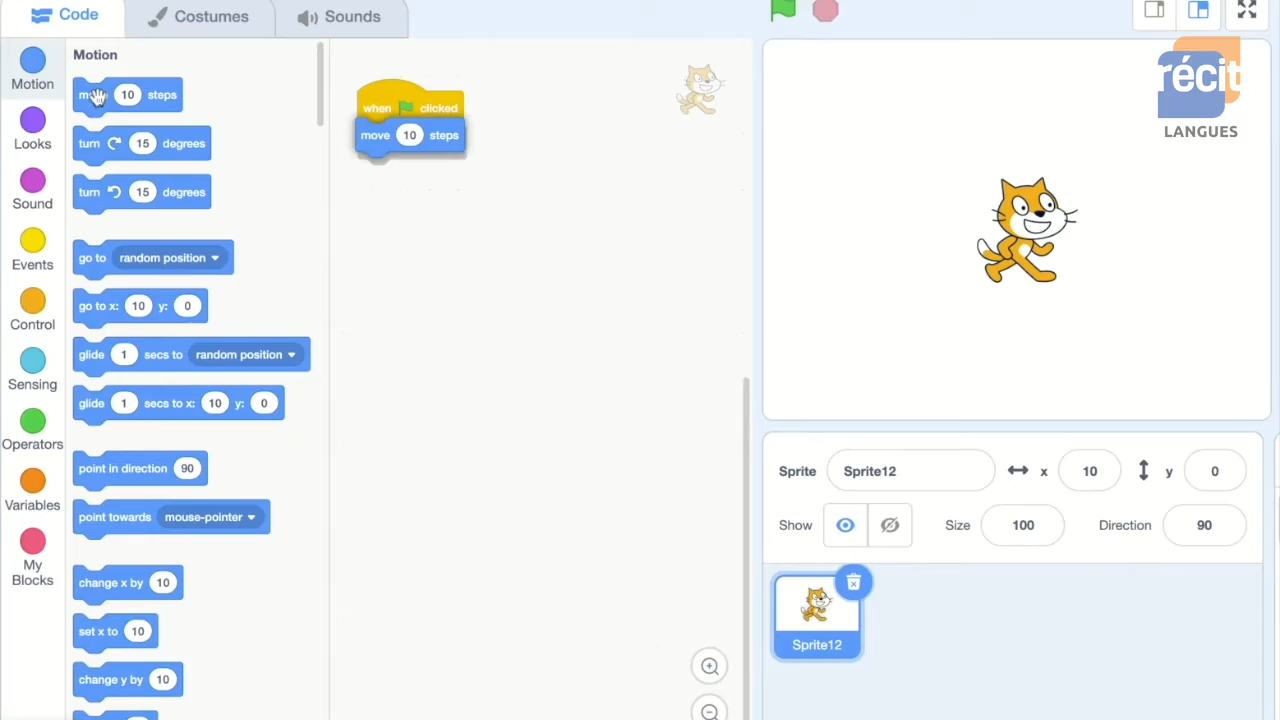 Code
Costumes
Sounds
Motion
Looks
Sound
Events
Control
Sensing
Operators
Variables
My
Blocks
Motion
10 steps
turn 15 degrees
turn 15 degrees
go to random position
go to x: 10 y: 0
glide 1 secs to random position
glide 1 secs to x: 10 y: 0
point in direction 90
point towards mouse-pointer
change x by 10
set x to 10
change y by 10
when clicked
move 10 steps
récit
LANGUES
Sprite Sprite12 x 10 y 0
Show Size 100 Direction 90
Sprite12